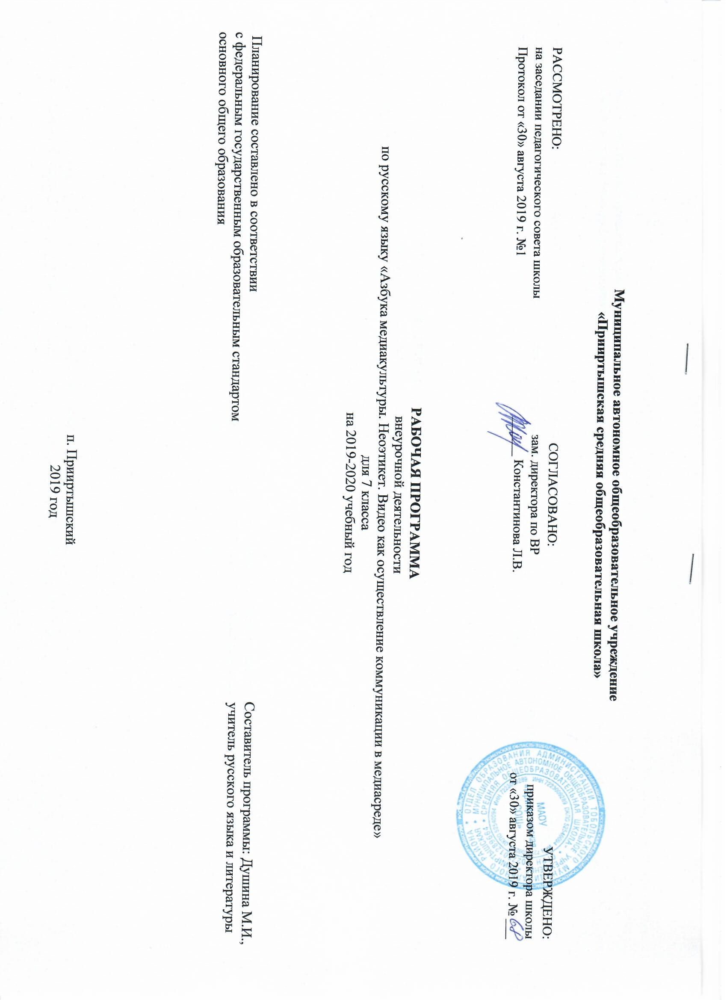 Муниципальное автономное общеобразовательное учреждение
«Прииртышская средняя общеобразовательная школа»
РАССМОТРЕНО:
на заседании педагогического совета школы
Протокол от «30» августа 2019 г. №1
СОГЛАСОВАНО:
зам. директора по ВР
Константинова Л.В.
УТВЕРЖДЕНО:
приказом директора школы
от «30» августа 2019 г. № 68
ОТДЕЛ ОБРАЗОВАНИЯ АДМИНИСТРАЦИИ ТОБОЛЬСКОГО МУНИЦИПАЛЬНОГО РАЙОНА
МУНИЦИПАЛЬНОЕ АВТОНОМНОЕ ОБЩЕОБРАЗОВАТЕЛЬНОЕ УЧРЕЖДЕНИЕ
СРЕДНЯЯ ОБЩЕОБРАЗОВАТЕЛЬНАЯ ШКОЛА»
МАОУ
СОШ»
РАБОЧАЯ ПРОГРАММА
внеурочной деятельности
по русскому языку «Азбука медиакультуры. Неоэтикет. Видео как осуществление коммуникации в медиасреде»
для 7 класса
на 2019-2020 учебный год
Планирование составлено в соответствии
с федеральным государственным образовательным стандартом
основного общего образования
Составитель программы: Душина М.И.,
учитель русского языка и литературы
п. Прииртышский
2019 год